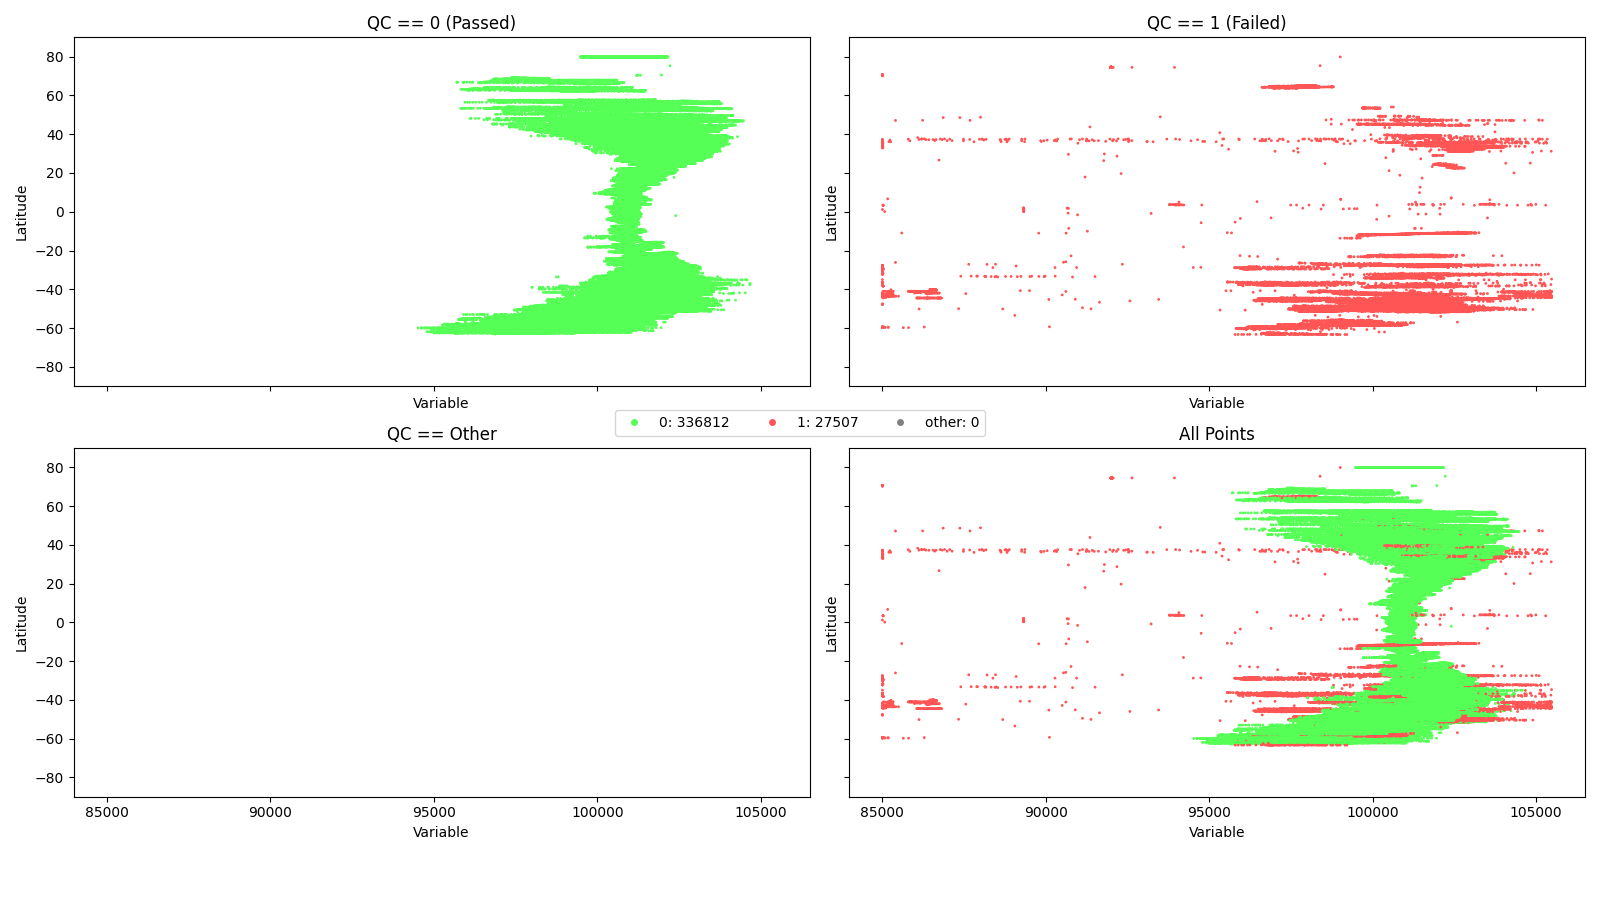 QC == 0 (Passed)
QC == 1 (Failed)
80
60
40
20
0
−20
−40
−60
−80
Latitude
Latitude
Variable
Variable
0: 336812 1: 27507 other: 0
QC == Other
All Points
80
60
40
20
0
−20
−40
−60
−80
Latitude
Latitude
85000 90000 95000 100000 105000
85000 90000 95000 100000 105000
Variable
Variable